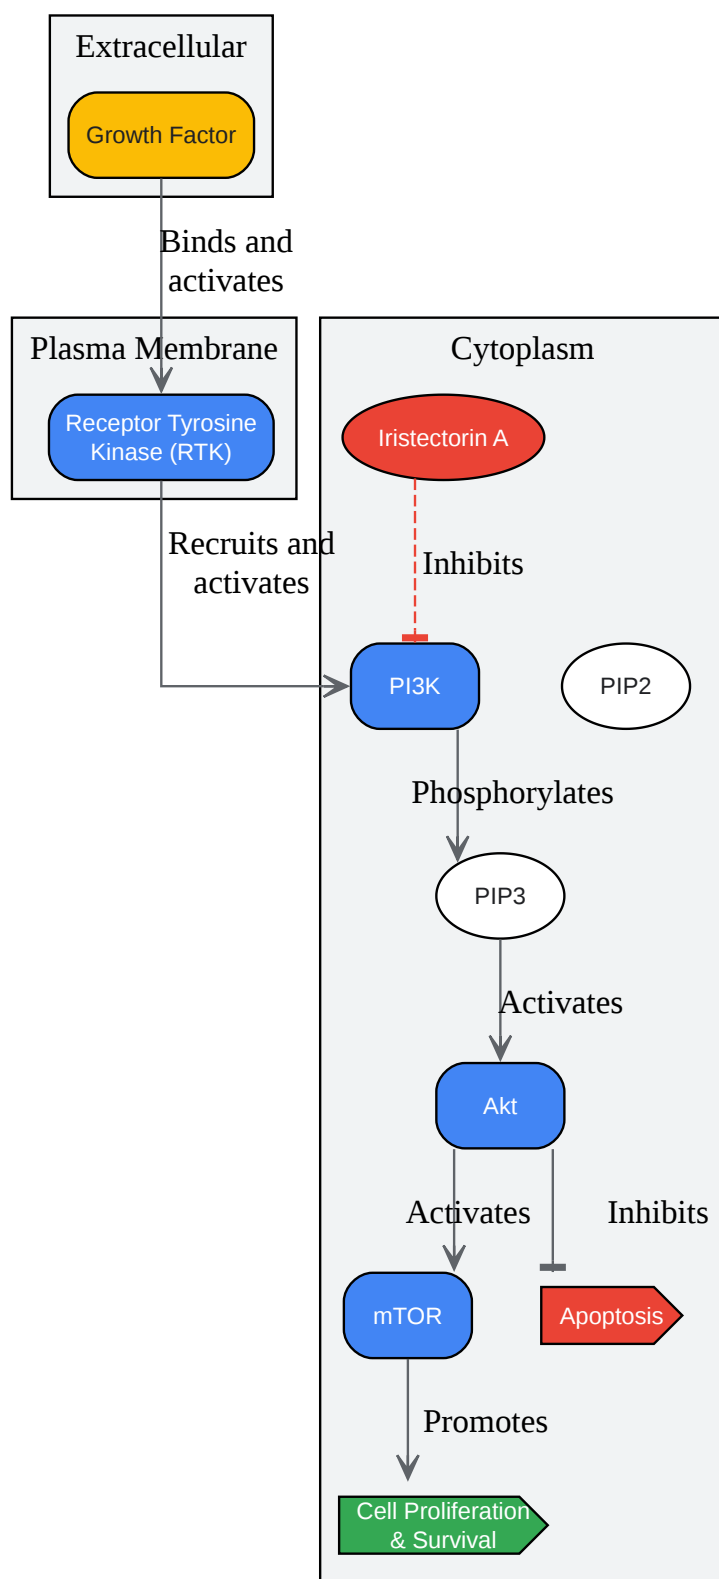 Extracellular
Growth Factor
Binds and
activates
Plasma Membrane
Cytoplasm
Receptor Tyrosine
Kinase (RTK)
Iristectorin A
Recruits and
activates
Inhibits
PI3K
PIP2
Phosphorylates
PIP3
Activates
Akt
Activates
Inhibits
mTOR
Apoptosis
Promotes
Cell Proliferation
& Survival